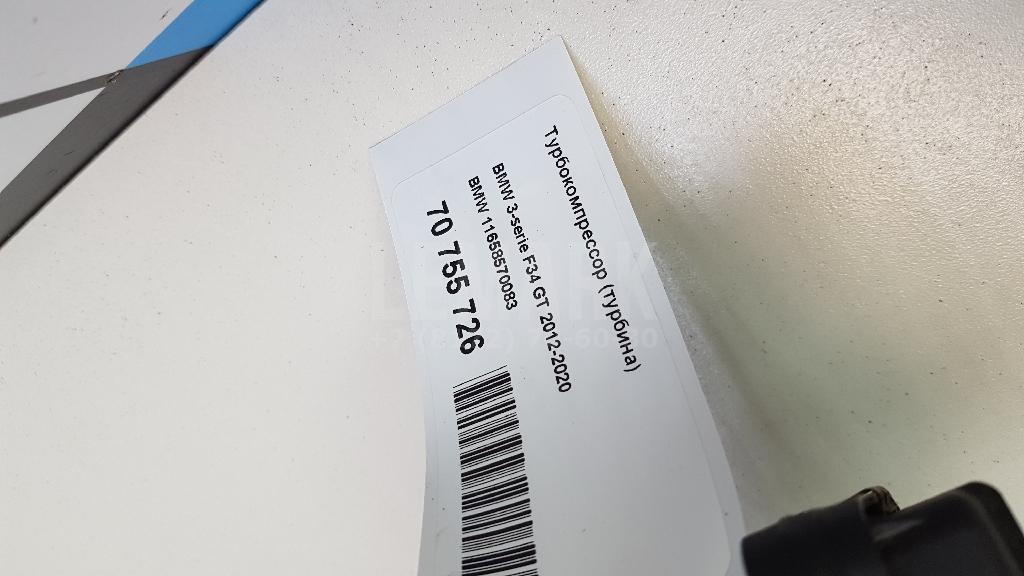 Турбокомпрессор (турбина)
BMW 3-serie F34 GT 2012-2020
BMW 11658570083
70 755 726